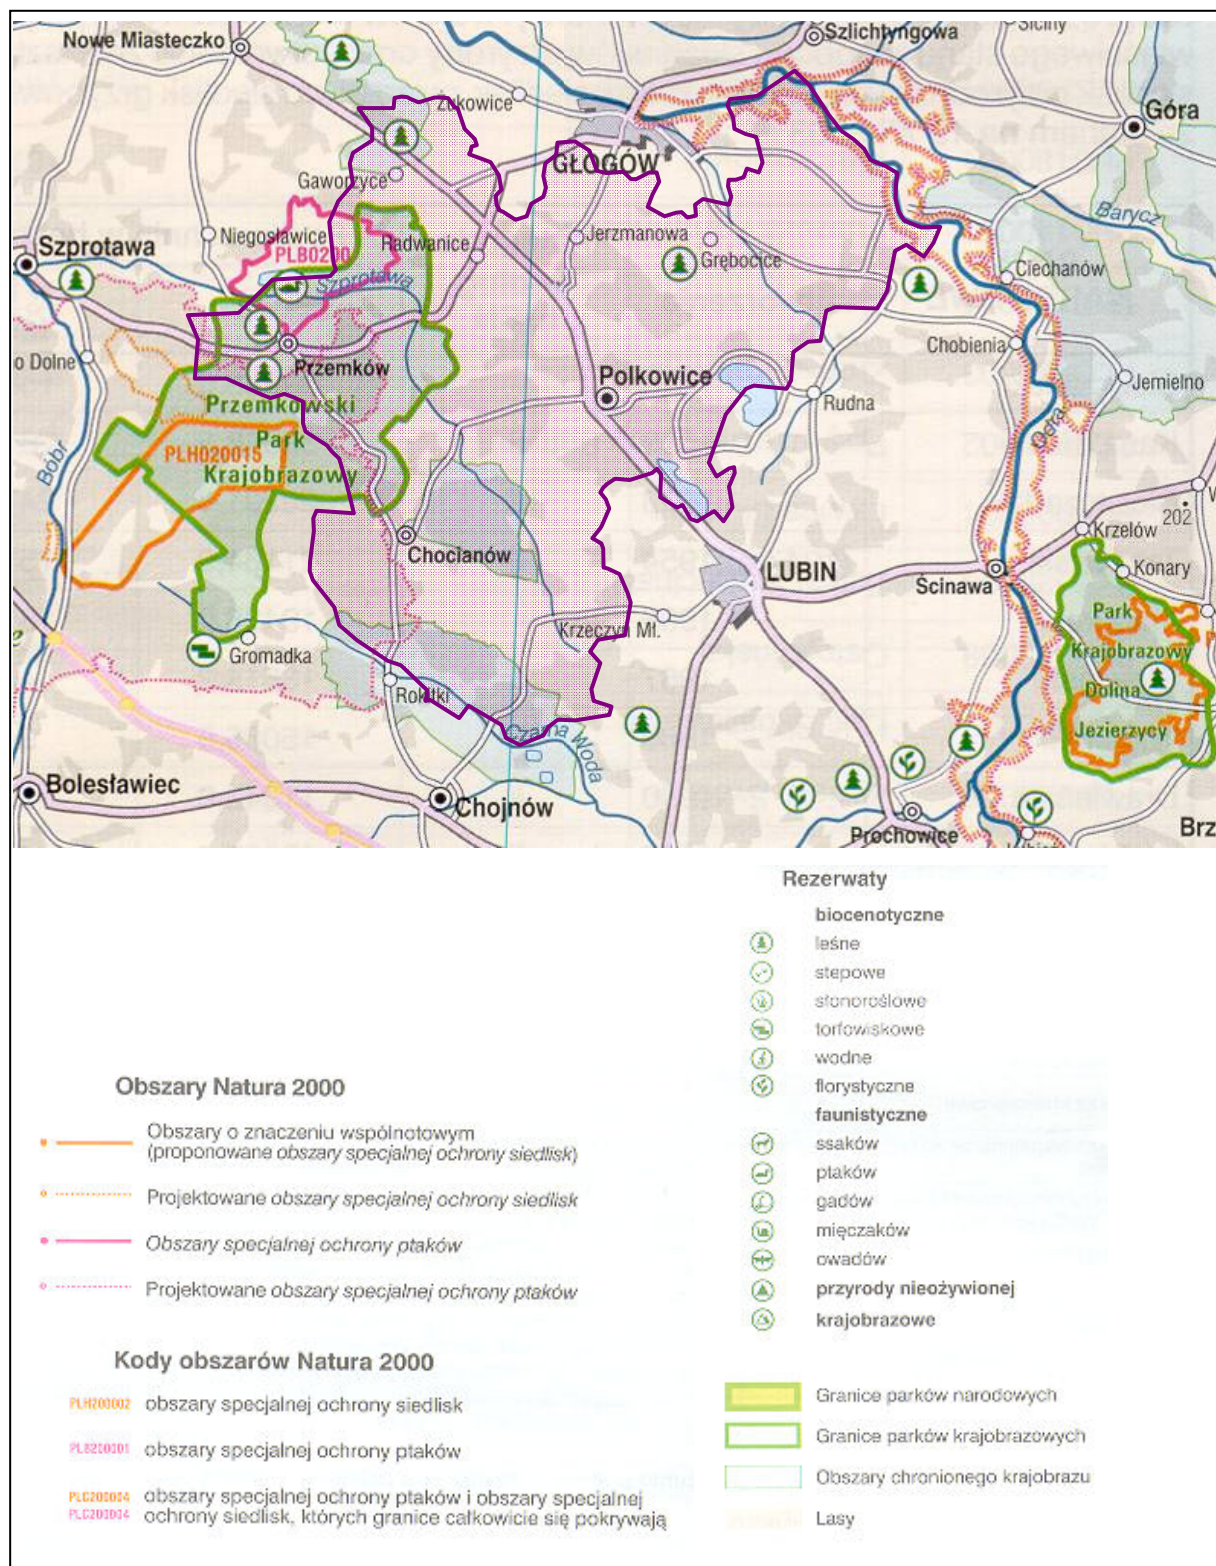 Nowe Miasteczko
Szlichtyngowa
Siciny
Żukowice
Góra
GŁOGÓW
Gaworzyce
Barycz
Niegosławice
Szprotawa
Radwanice
Jerzmanowa
PLB0200
Grębocice
Szprotawa
Ciechanów
o Dolne
Przemków
Chobienia
Polkowice
Jemielno
Rudna
Przemkowski
Park
Krajobrazowy
PLH020015
Odra
Bóbr
202
Krzelów
Chocianów
LUBIN
Konary
Ścinawa
Park
Krzeczyn Mł.
Krajobrazowy
Gromadka
Rokitki
Dolina
Jezierzycy
Czarna Woda
Bolesławiec
Chojnów
Prochowice
Brz
Rezerwaty
biocenotyczne
leśne
stepowe
słonoroślowe
torfowiskowe
wodne
florystyczne
faunistyczne
ssaków
ptaków
gadów
mięczaków
owadów
przyrody nieożywionej
krajobrazowe
Obszary Natura 2000
Obszary o znaczeniu wspólnotowym
(proponowane obszary specjalnej ochrony siedlisk)
Projektowane obszary specjalnej ochrony siedlisk
Obszary specjalnej ochrony ptaków
Projektowane obszary specjalnej ochrony ptaków
Kody obszarów Natura 2000
PLH200002 obszary specjalnej ochrony siedlisk
PLB200001 obszary specjalnej ochrony ptaków
PLC200004 obszary specjalnej ochrony ptaków i obszary specjalnej
PLC200004 ochrony siedlisk, których granice całkowicie się pokrywają
Granice parków narodowych
Granice parków krajobrazowych
Obszary chronionego krajobrazu
Lasy